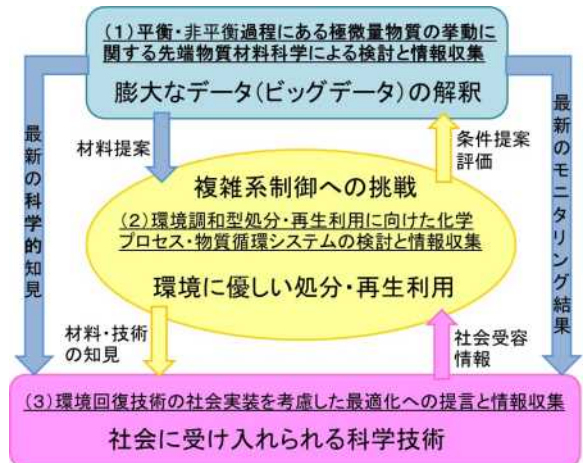 (1)平衡・非平衡過程にある極微量物質の挙動に
関する先端物質材料科学による検討と情報収集
膨大なデータ(ビッグデータ)の解釈
最新の科学的知見
材料提案
条件提案
評価
最新のモニタリング結果
複雑系制御への挑戦
(2)環境調和型処分・再生利用に向けた化学
プロセス・物質循環システムの検討と情報収集
環境に優しい処分・再生利用
材料・技術
の知見
社会受容
情報
(3)環境回復技術の社会実装を考慮した最適化への提言と情報収集
社会に受け入れられる科学技術